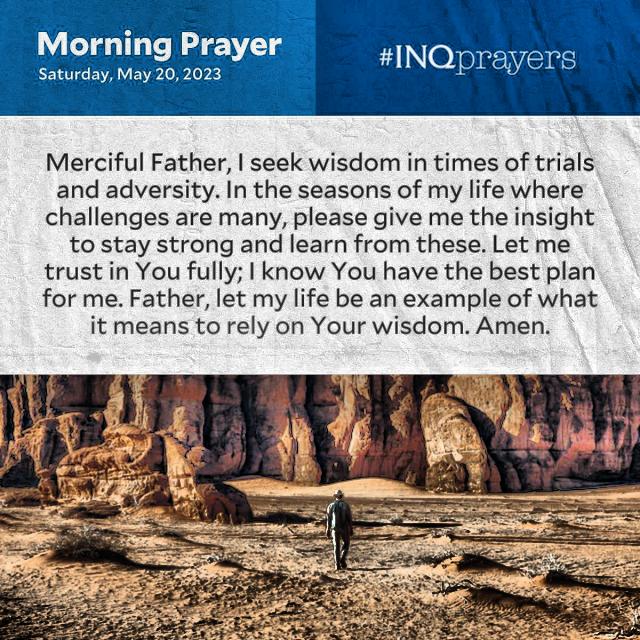 Morning Prayer
Saturday, May 20, 2023
#INQprayers
Merciful Father, I seek wisdom in times of trials
and adversity. In the seasons of my life where
challenges are many, please give me the insight
to stay strong and learn from these. Let me
trust in You fully; I know You have the best plan
for me. Father, let my life be an example of what
it means to rely on Your wisdom. Amen.